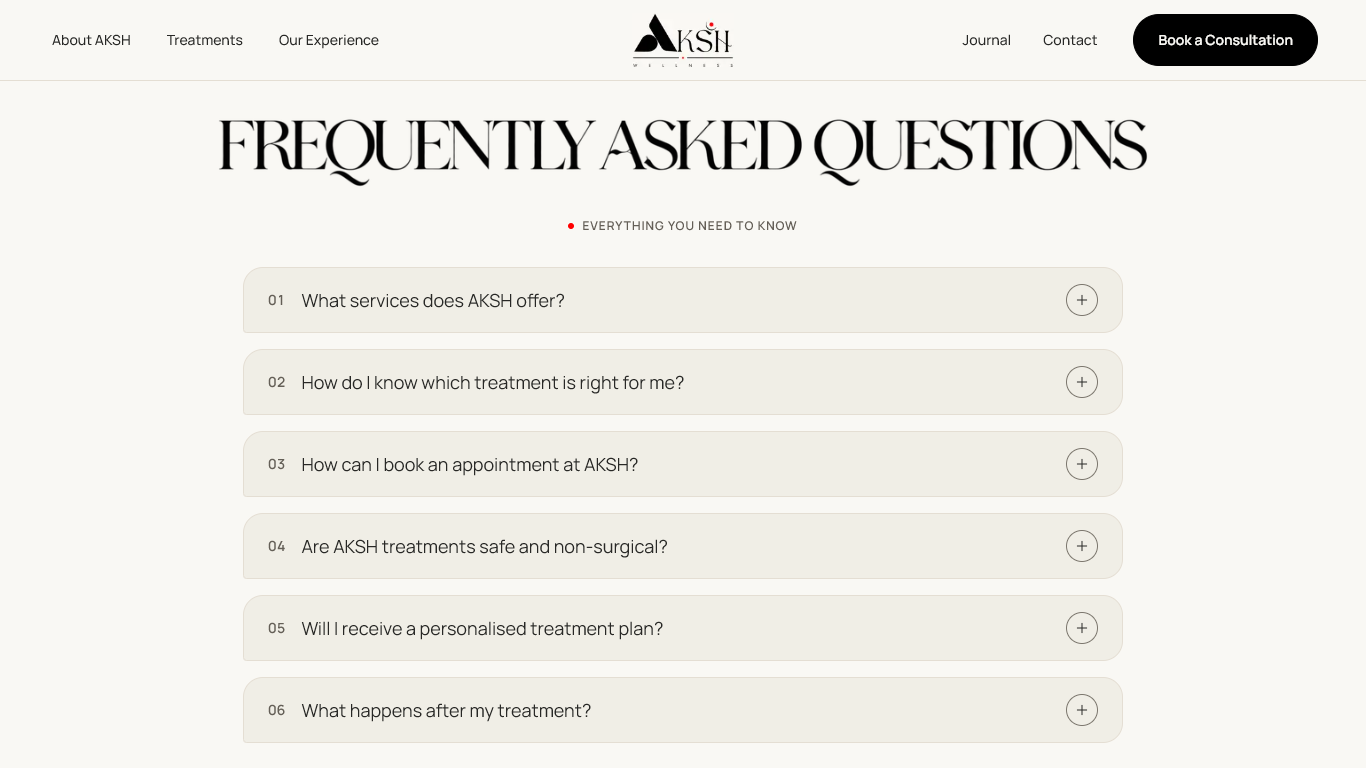 About AKSH
Treatments
Our Experience
AKSH
WELLNESS
Journal
Contact
Book a Consultation
FREQUENTLY ASKED QUESTIONS
EVERYTHING YOU NEED TO KNOW
01 What services does AKSH offer?
02 How do I know which treatment is right for me?
03 How can I book an appointment at AKSH?
04 Are AKSH treatments safe and non-surgical?
05 Will I receive a personalised treatment plan?
06 What happens after my treatment?